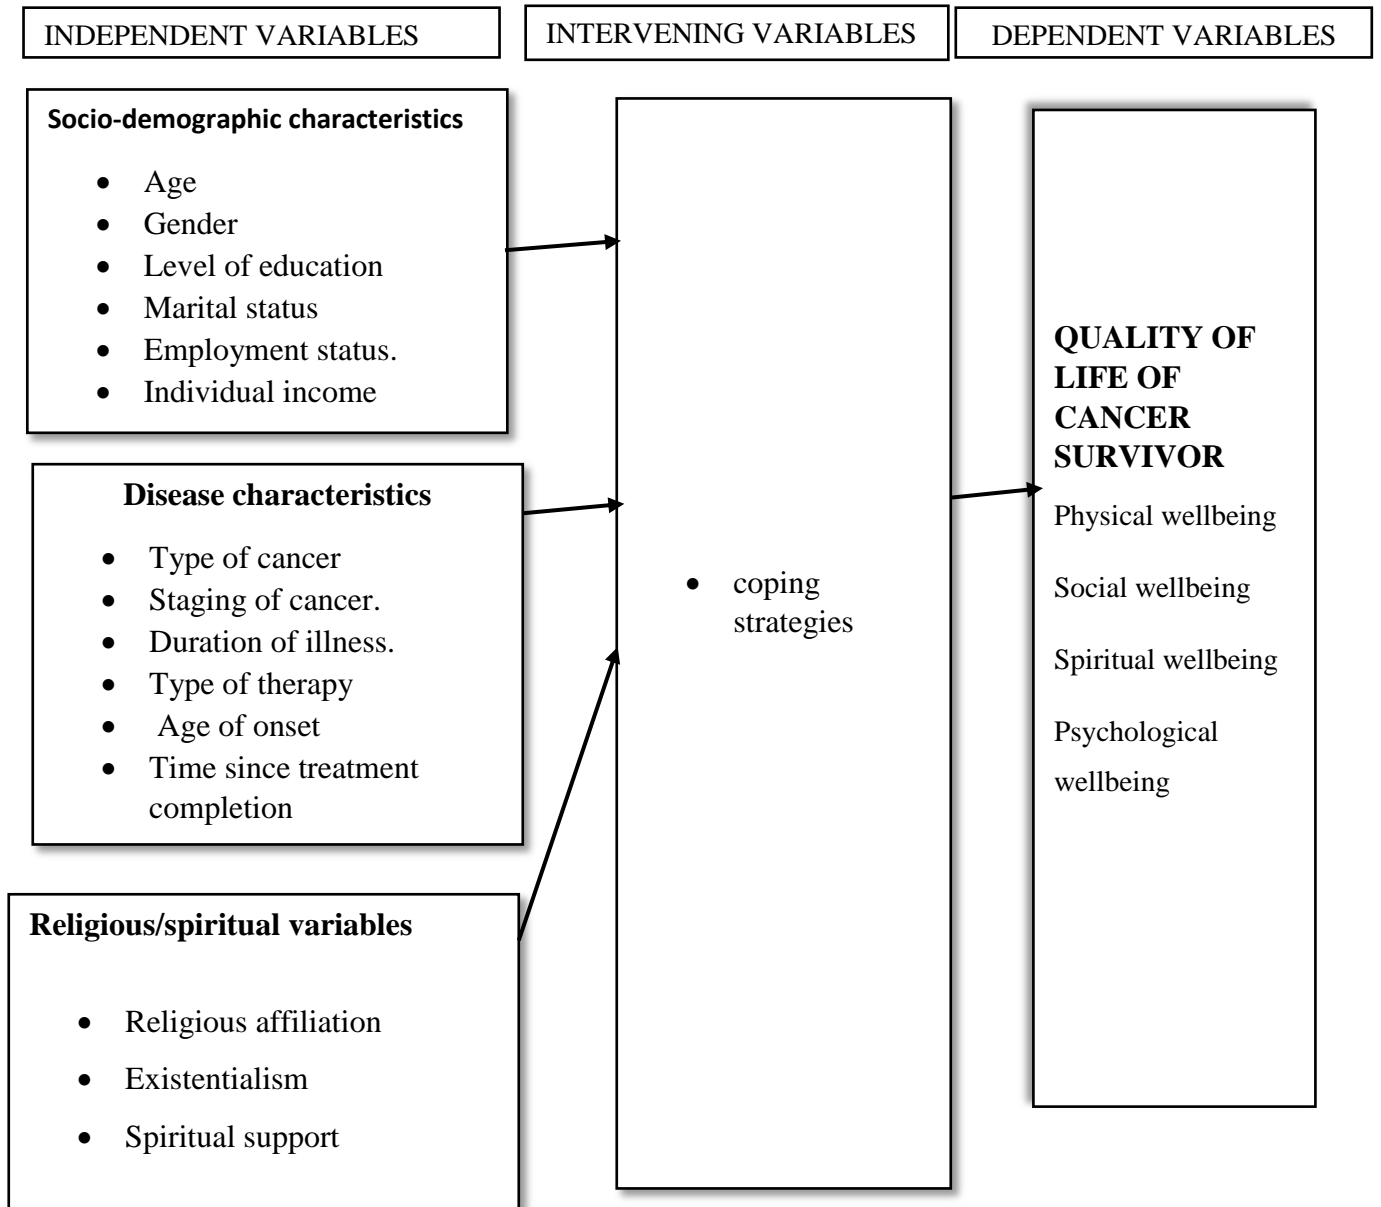 INDEPENDENT VARIABLES
INTERVENING VARIABLES
DEPENDENT VARIABLES
Socio-demographic characteristics
• Age
• Gender
• Level of education
• Marital status
• Employment status.
• Individual income
Disease characteristics
• Type of cancer
• Staging of cancer.
• Duration of illness.
• Type of therapy
• Age of onset
• Time since treatment
completion
Religious/spiritual variables
• Religious affiliation
• Existentialism
• Spiritual support
• coping
strategies
QUALITY OF
LIFE OF
CANCER
SURVIVOR
Physical wellbeing
Social wellbeing
Spiritual wellbeing
Psychological
wellbeing